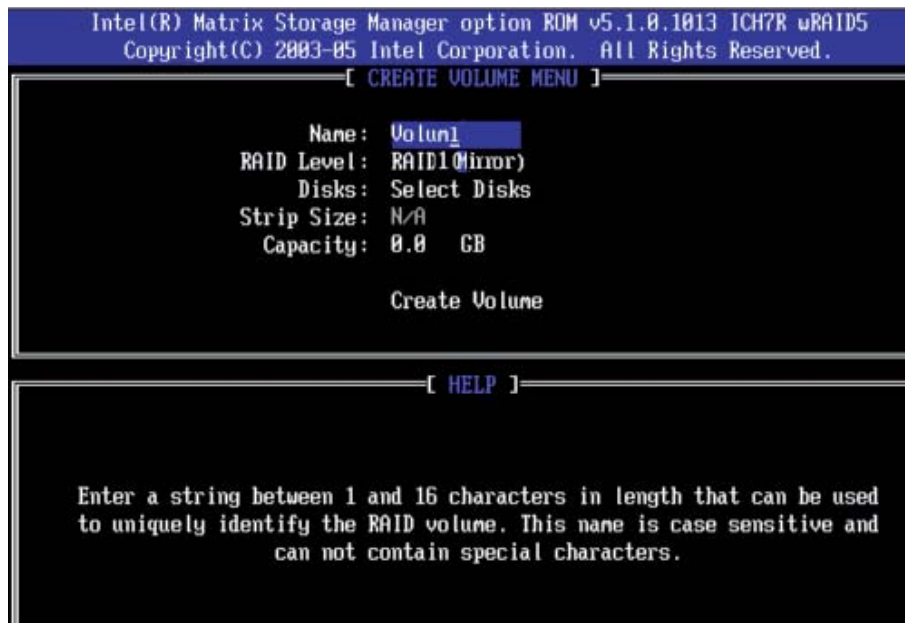 Intel(R) Matrix Storage Manager option ROM v5.1.0.1013 ICH7R wRAID5
Copyright(C) 2003-05 Intel Corporation. All Rights Reserved.
[ CREATE VOLUME MENU ]
Name: Volum1
RAID Level: RAID1(Mirror)
Disks: Select Disks
Strip Size: N/A
Capacity: 0.0 GB
Create Volume
[ HELP ]
Enter a string between 1 and 16 characters in length that can be used
to uniquely identify the RAID volume. This name is case sensitive and
can not contain special characters.